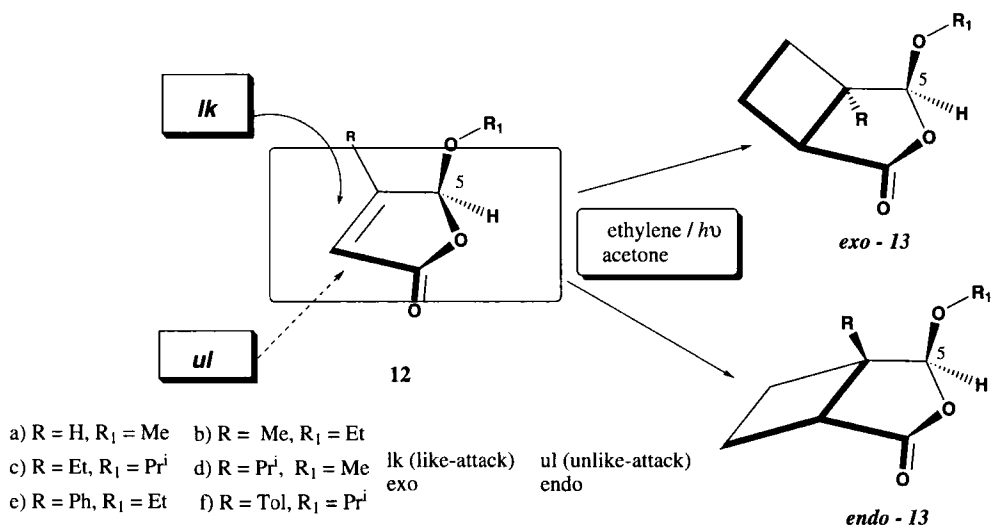 lk
ul
R
O
R₁
5
H
O
O
12
ethylene / hυ
acetone
O
R₁
5
H
R
O
O
exo - 13
R
O
R₁
5
H
O
O
endo - 13
a) R = H, R₁ = Me b) R = Me, R₁ = Et
c) R = Et, R₁ = Prⁱ d) R = Prⁱ, R₁ = Me
e) R = Ph, R₁ = Et f) R = Tol, R₁ = Prⁱ
lk (like-attack) ul (unlike-attack)
exo endo